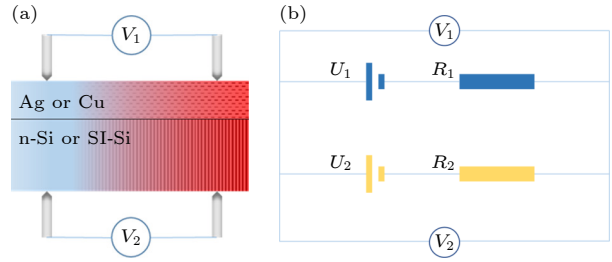 (a)
V1
Ag or Cu
n-Si or SI-Si
V2
(b)
V1
U1 R1
U2 R2
V2